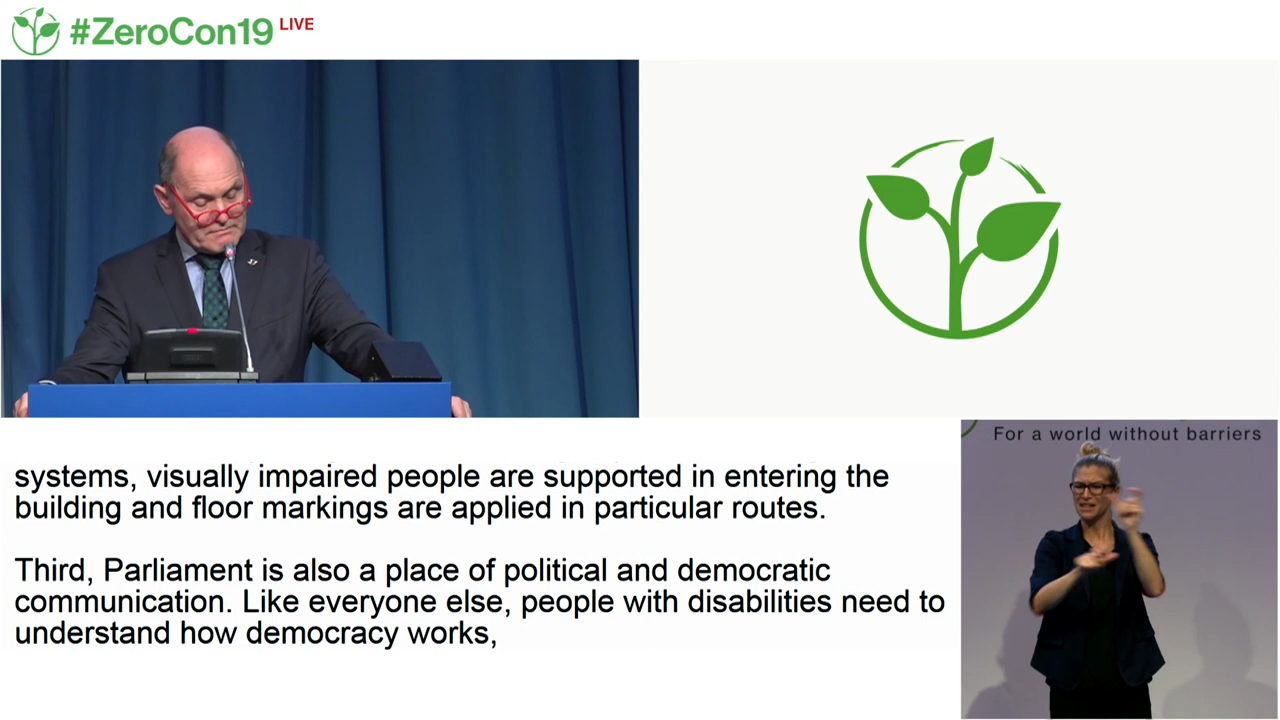 #ZeroCon19 LIVE
For a world without barriers
systems, visually impaired people are supported in entering the
building and floor markings are applied in particular routes.
Third, Parliament is also a place of political and democratic
communication. Like everyone else, people with disabilities need to
understand how democracy works,